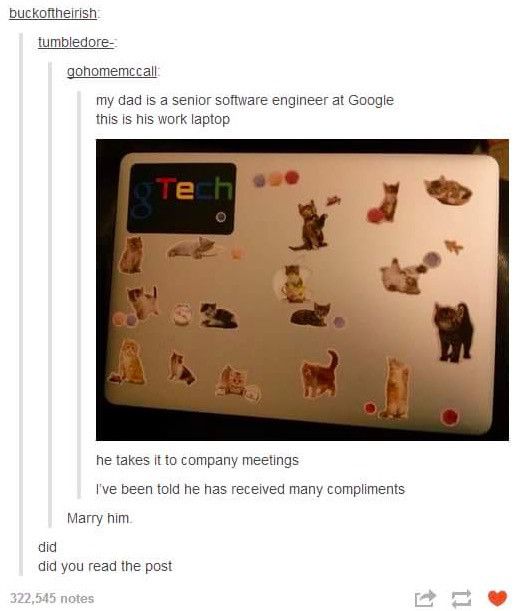 buckoftheirish:
tumbledore-:
gohomemccall:
my dad is a senior software engineer at Google
this is his work laptop
gTech
he takes it to company meetings
I've been told he has received many compliments
Marry him.
did
did you read the post
322,545 notes